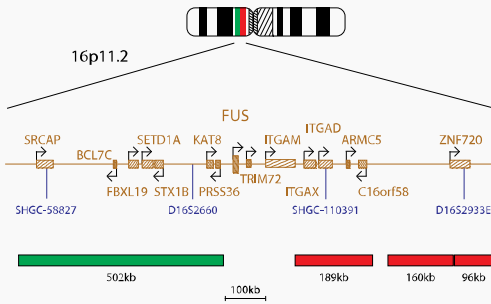 16p11.2
FUS
ITGAD
SRCAP
SETD1A
KAT8
ITGAM
ARMC5
ZNF720
BCL7C
TRIM72
FBXL19
STX1B
PRSS36
ITGAX
C16orf58
SHGC-58827
D16S2660
SHGC-110391
D16S2933E
502kb
189kb
160kb
96kb
100kb